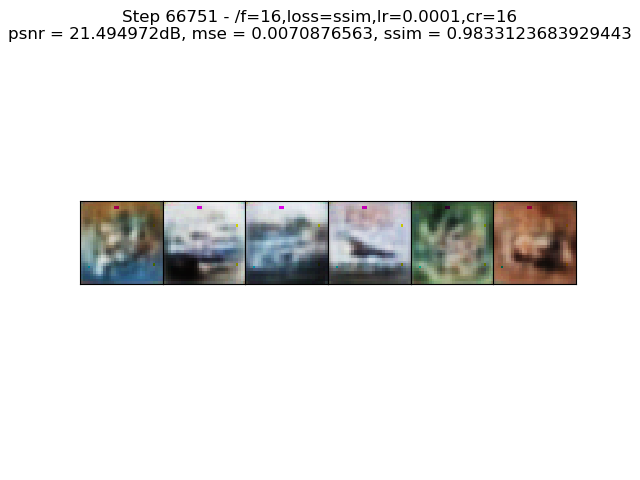 Step 66751 - /f=16,loss=ssim,lr=0.0001,cr=16
psnr = 21.494972dB, mse = 0.0070876563, ssim = 0.9833123683929443